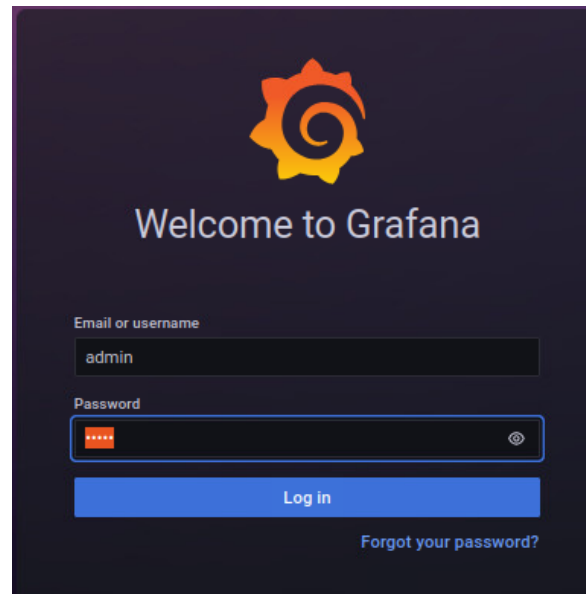 Welcome to Grafana
Email or username
admin
Password
•••••
Log in
Forgot your password?